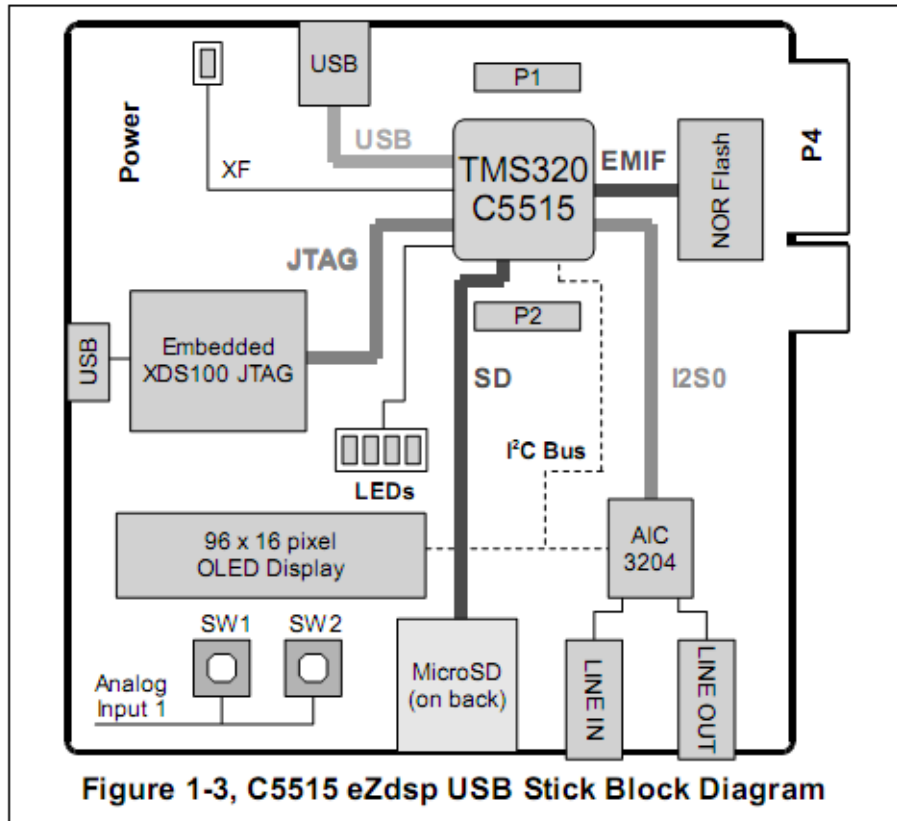 USB
P1
Power
USB
XF
TMS320
C5515
EMIF
NOR Flash
P4
JTAG
USB
Embedded
XDS100 JTAG
P2
SD
I2S0
I²C Bus
LEDs
96 x 16 pixel
OLED Display
AIC
3204
SW1
SW2
Analog
Input 1
MicroSD
(on back)
LINE IN
LINE OUT
Figure 1-3, C5515 eZdsp USB Stick Block Diagram